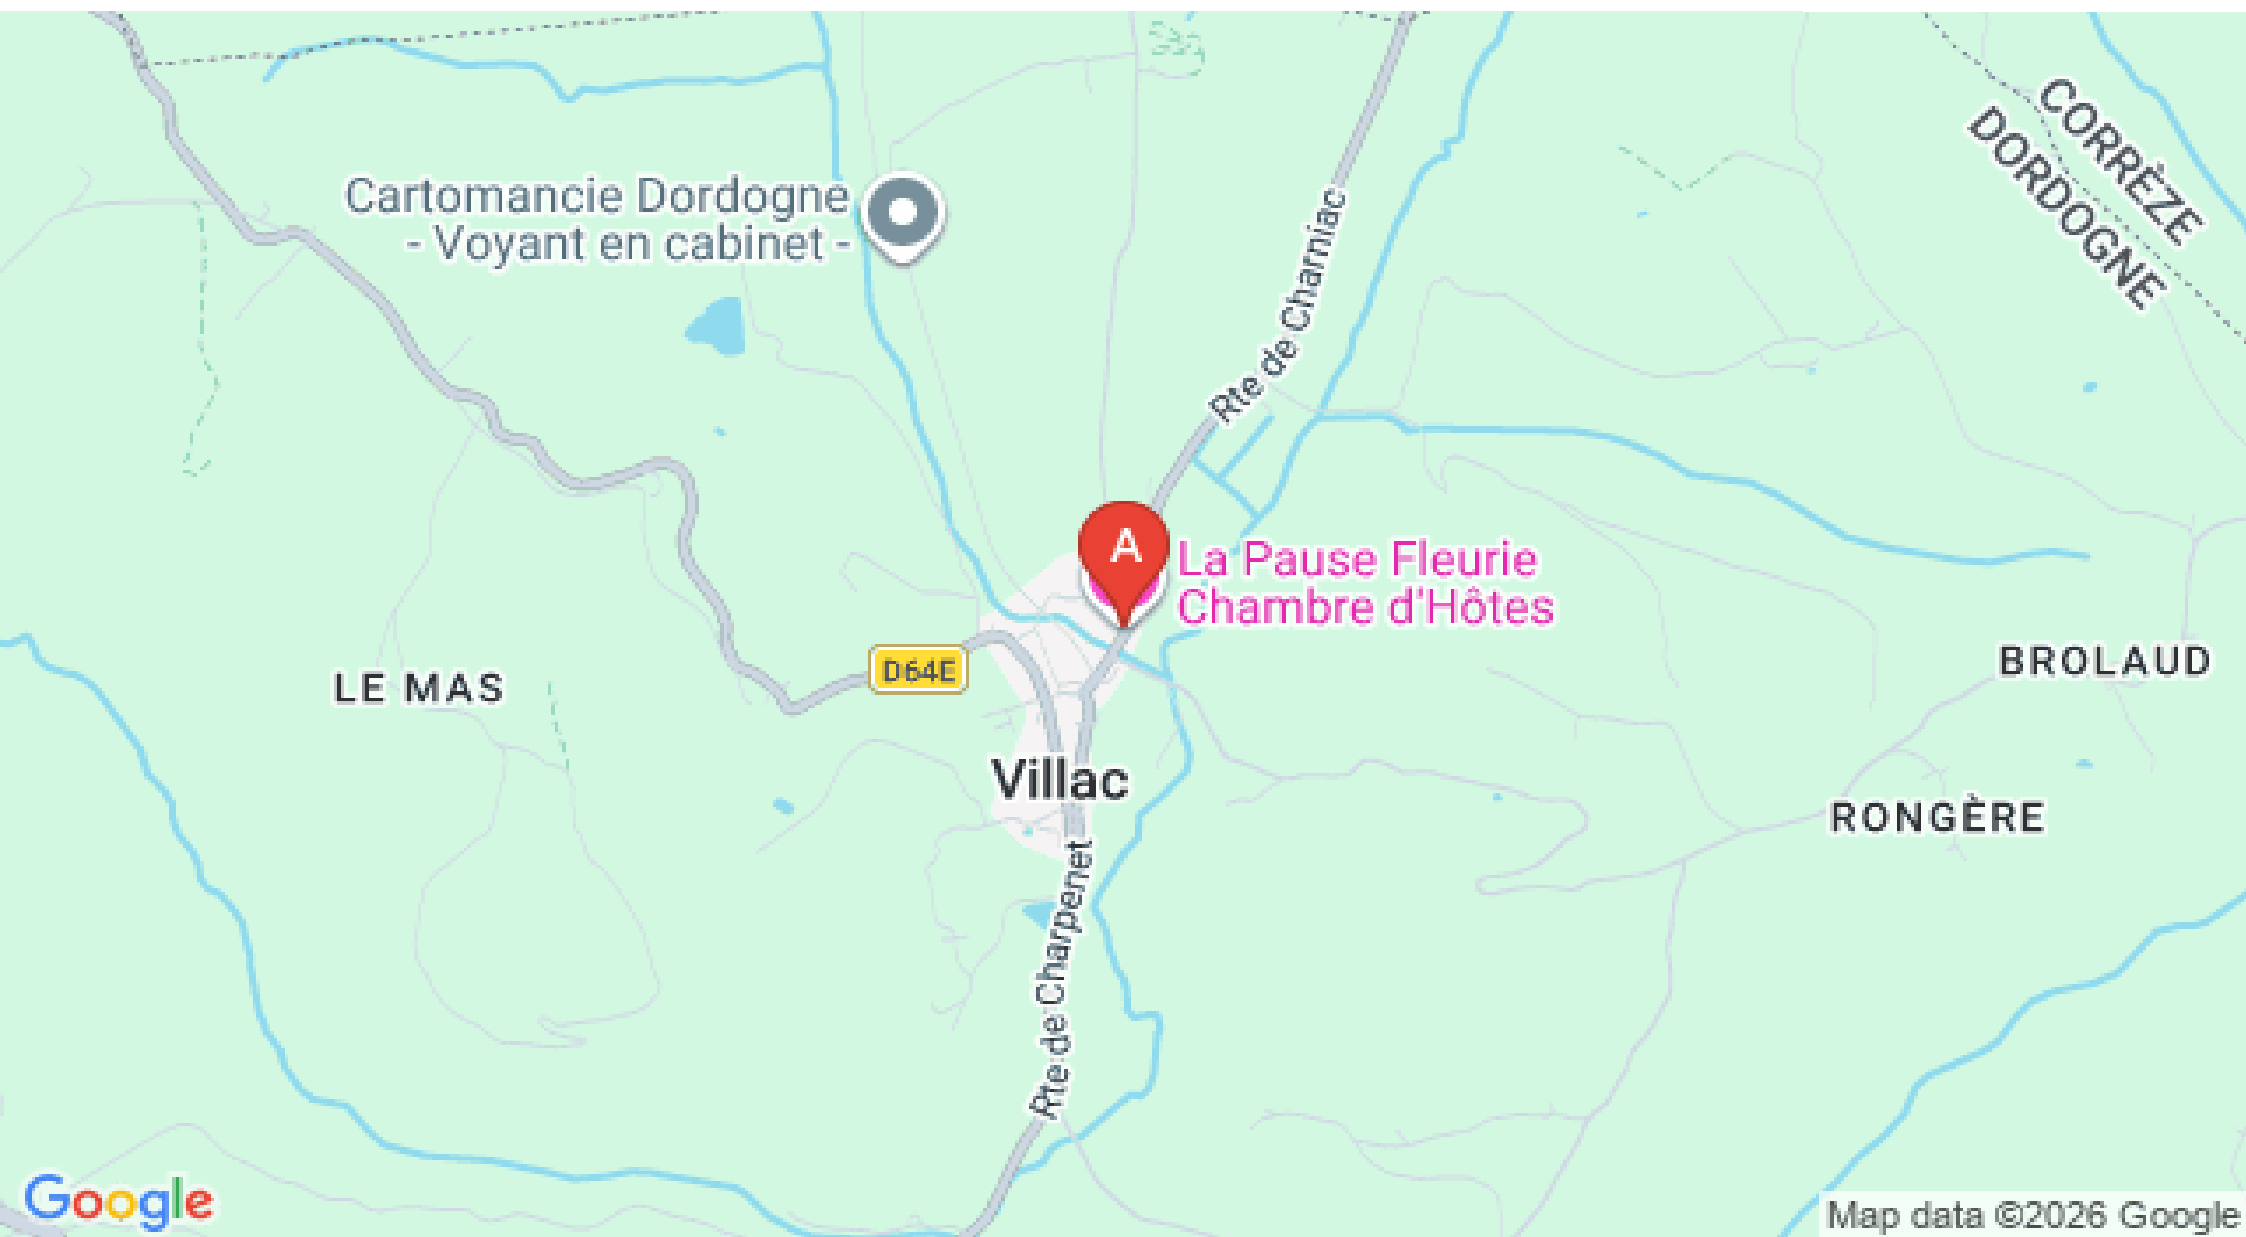 CORRÈZE
DORDOGNE
Cartomancie Dordogne
- Voyant en cabinet -
Rte de Charniac
A
La Pause Fleurie
Chambre d'Hôtes
D64E
LE MAS
BROLAUD
Villac
RONGÈRE
Rte de Charpenet
Google
Map data ©2026 Google